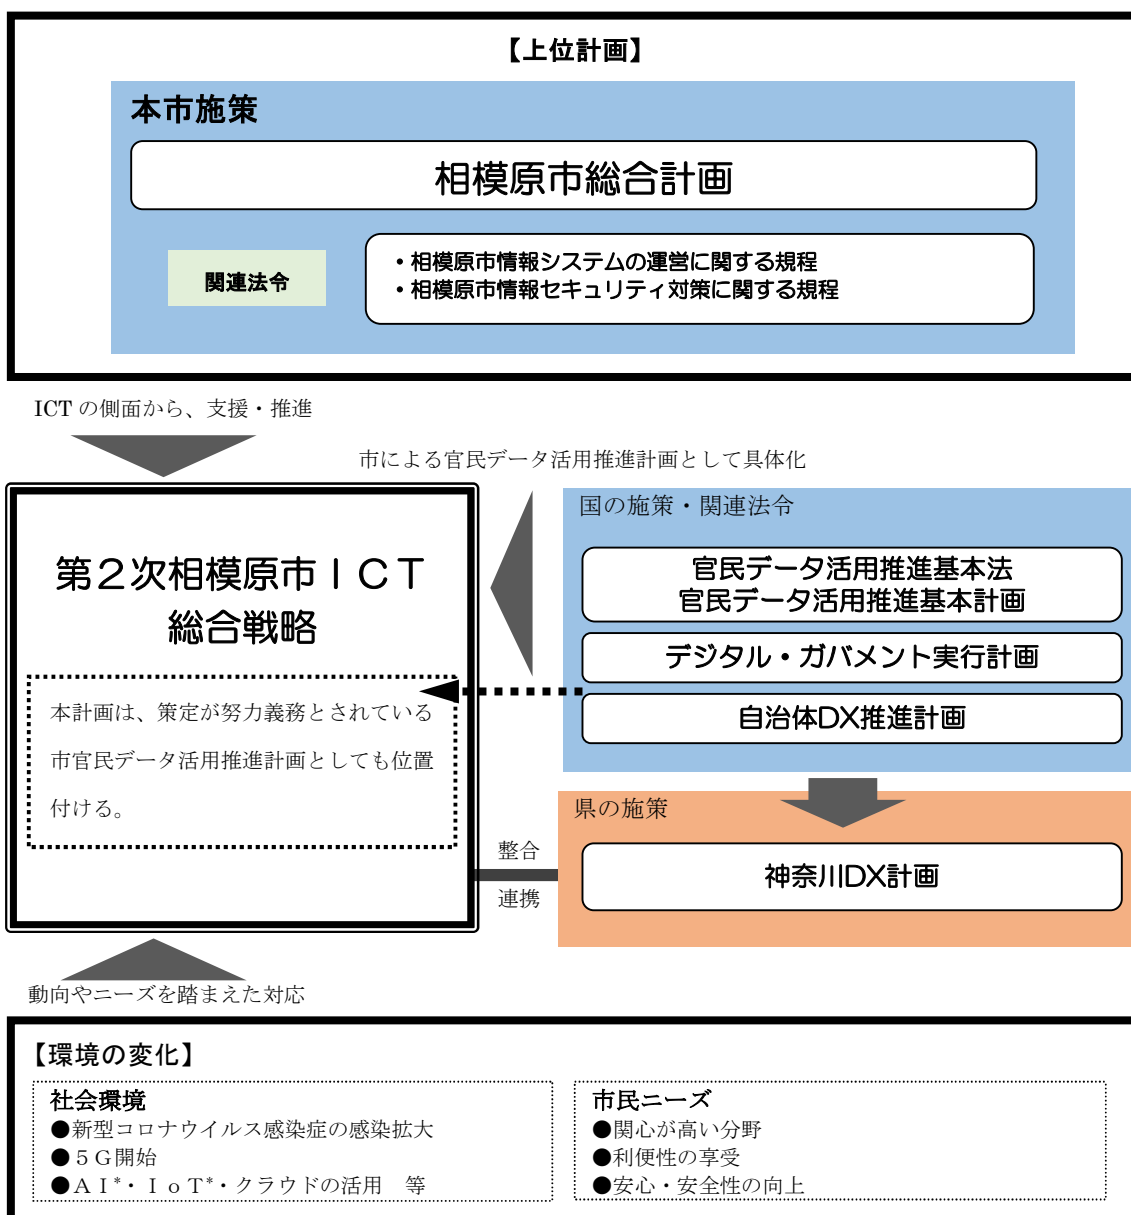 【上位計画】
本市施策
相模原市総合計画
関連法令
・相模原市情報システムの運営に関する規程
・相模原市情報セキュリティ対策に関する規程
ICT の側面から、支援・推進
市による官民データ活用推進計画として具体化
第２次相模原市ＩＣＴ
総合戦略
本計画は、策定が努力義務とされている
市官民データ活用推進計画としても位置
付ける。
国の施策・関連法令
官民データ活用推進基本法
官民データ活用推進基本計画
デジタル・ガバメント実行計画
自治体DX推進計画
県の施策
神奈川DX計画
整合
連携
動向やニーズを踏まえた対応
【環境の変化】
社会環境
●新型コロナウイルス感染症の感染拡大
●５G開始
●ＡＩ*・ＩｏＴ*・クラウドの活用　等
市民ニーズ
●関心が高い分野
●利便性の享受
●安心・安全性の向上